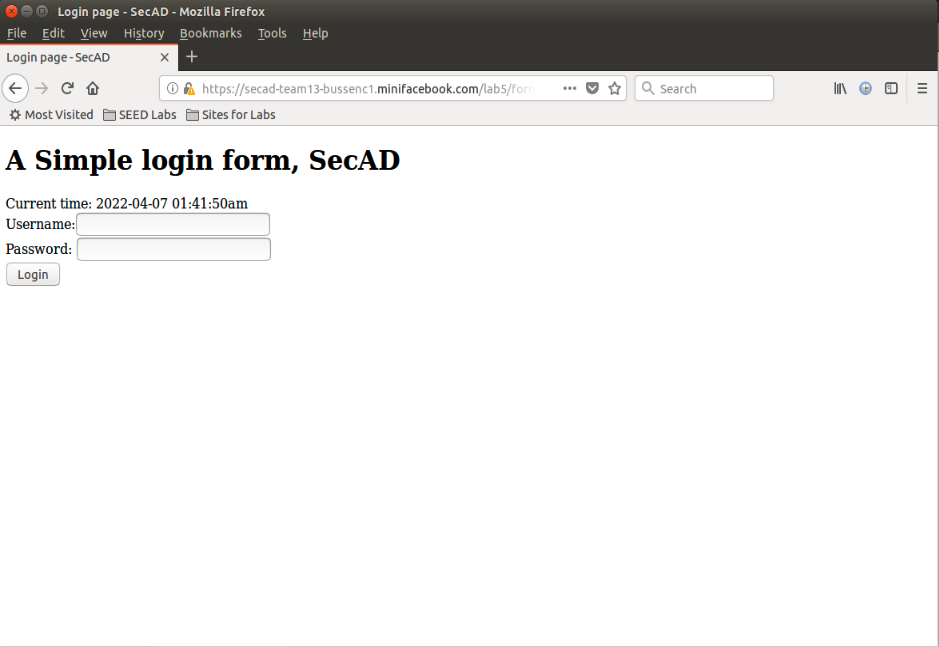 Login page - SecAD - Mozilla Firefox
File Edit View History Bookmarks Tools Help
Login page - SecAD
https://secad-team13-bussenc1.minifacebook.com/lab5/for
Search
Most Visited SEED Labs Sites for Labs
A Simple login form, SecAD
Current time: 2022-04-07 01:41:50am
Username:
Password:
Login